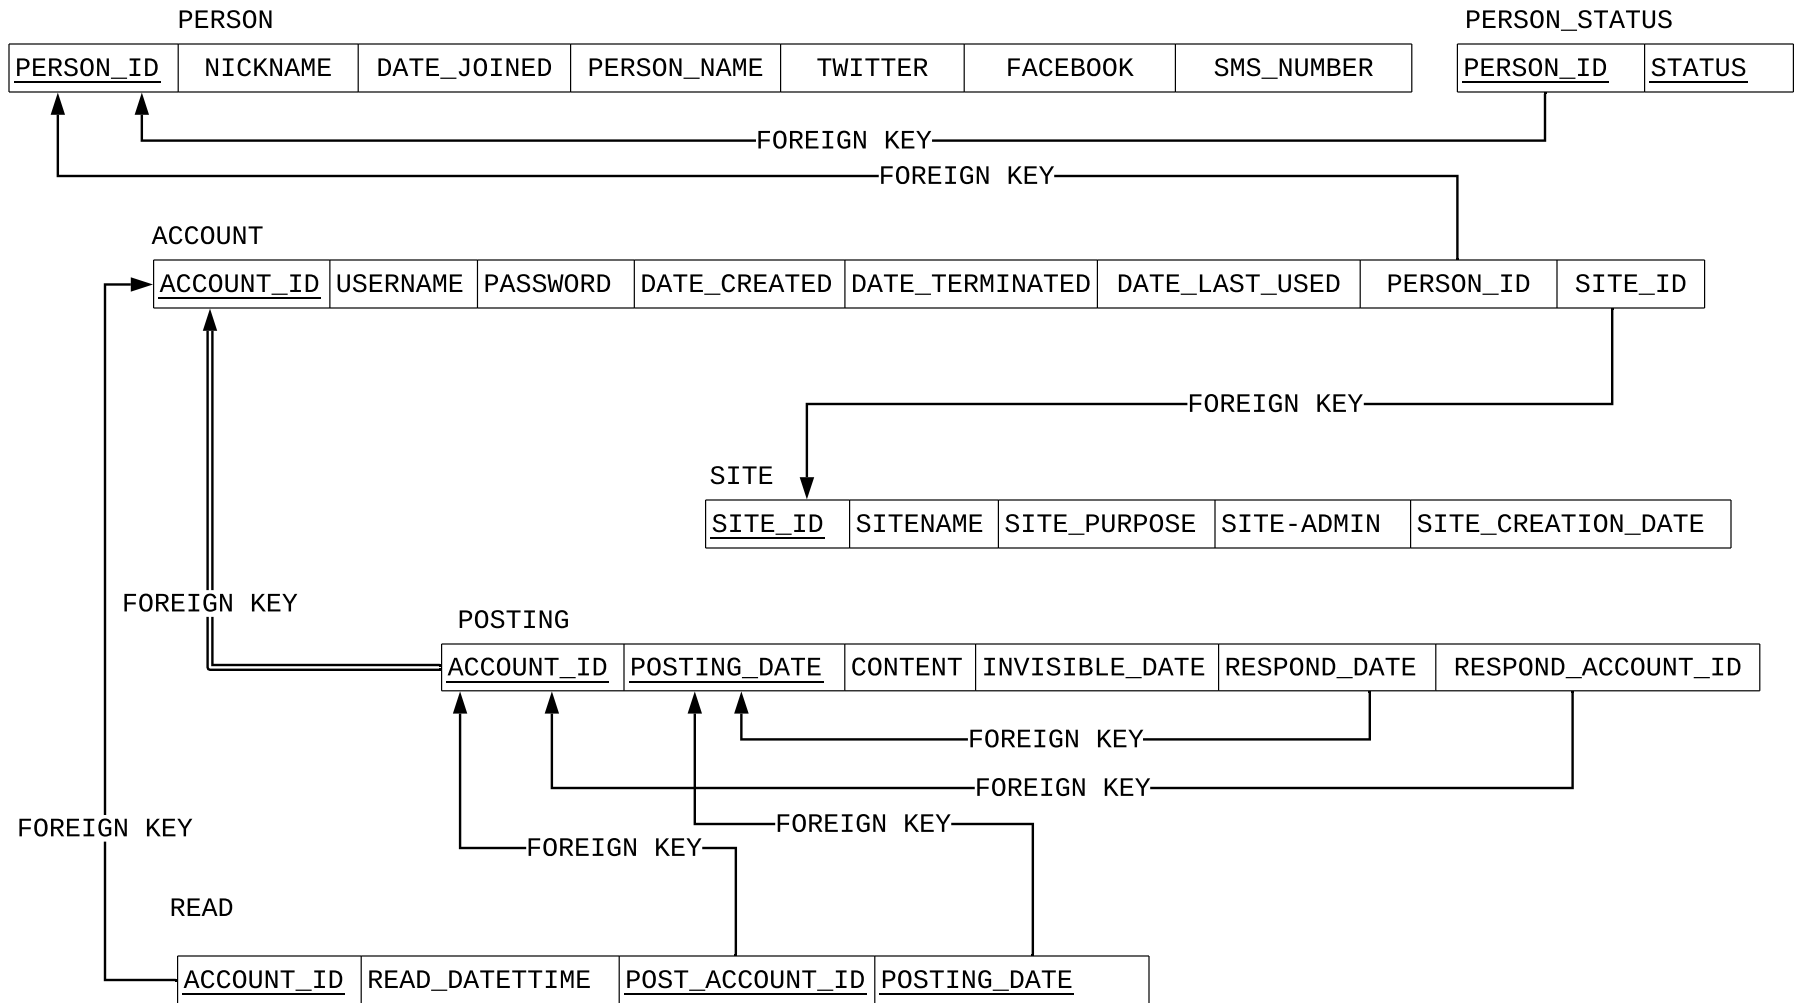 PERSON PERSON_STATUS
PERSON_ID NICKNAME DATE_JOINED PERSON_NAME TWITTER FACEBOOK SMS_NUMBER PERSON_ID STATUS
FOREIGN KEY
FOREIGN KEY
ACCOUNT
ACCOUNT_ID USERNAME PASSWORD DATE_CREATED DATE_TERMINATED DATE_LAST_USED PERSON_ID SITE_ID
FOREIGN KEY
SITE
SITE_ID SITENAME SITE_PURPOSE SITE-ADMIN SITE_CREATION_DATE
FOREIGN KEY
POSTING
ACCOUNT_ID POSTING_DATE CONTENT INVISIBLE_DATE RESPOND_DATE RESPOND_ACCOUNT_ID
FOREIGN KEY
FOREIGN KEY
FOREIGN KEY
FOREIGN KEY
FOREIGN KEY
READ
ACCOUNT_ID READ_DATETTIME POST_ACCOUNT_ID POSTING_DATE